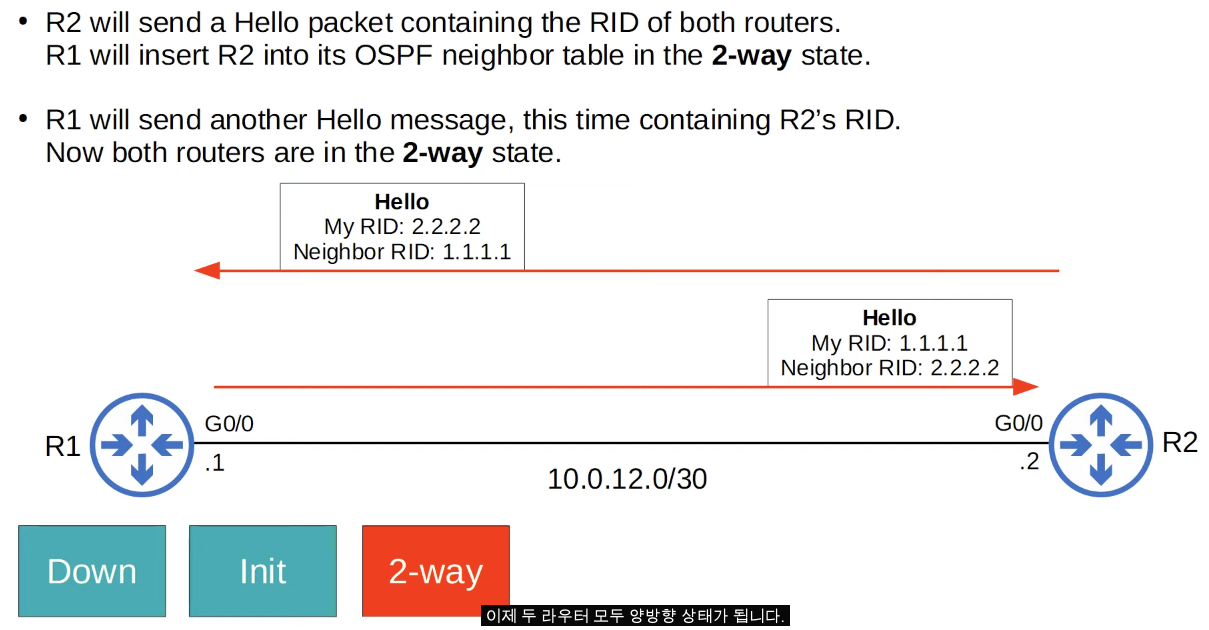 • R2 will send a Hello packet containing the RID of both routers.
R1 will insert R2 into its OSPF neighbor table in the 2-way state.
• R1 will send another Hello message, this time containing R2’s RID.
Now both routers are in the 2-way state.
Hello
My RID: 2.2.2.2
Neighbor RID: 1.1.1.1
Hello
My RID: 1.1.1.1
Neighbor RID: 2.2.2.2
R1
G0/0
.1
10.0.12.0/30
G0/0
.2
R2
Down
Init
2-way
이제 두 라우터 모두 양방향 상태가 됩니다.